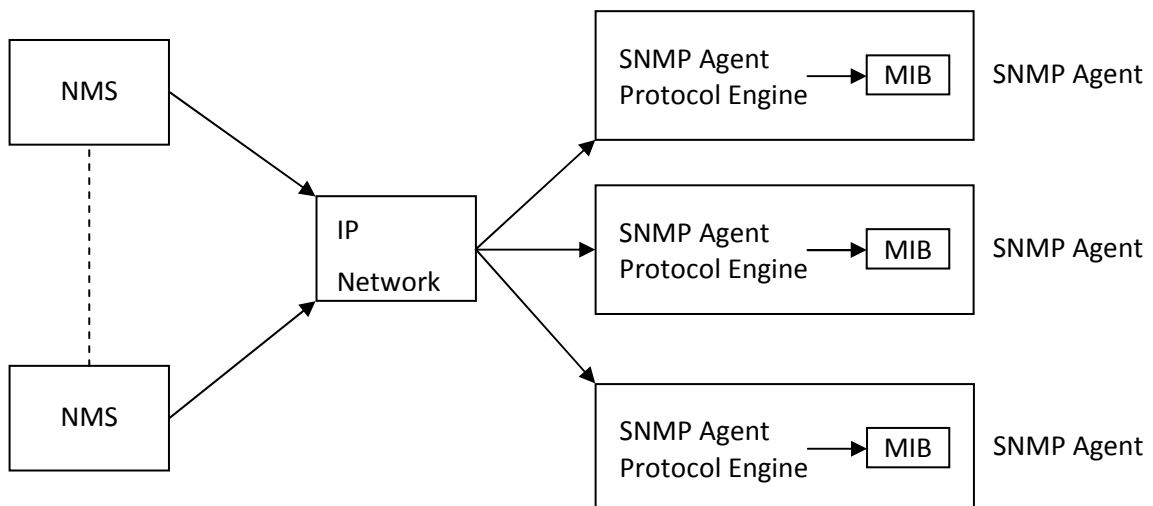 NMS
NMS
IP
Network
SNMP Agent
Protocol Engine
MIB
SNMP Agent
SNMP Agent
Protocol Engine
MIB
SNMP Agent
SNMP Agent
Protocol Engine
MIB
SNMP Agent